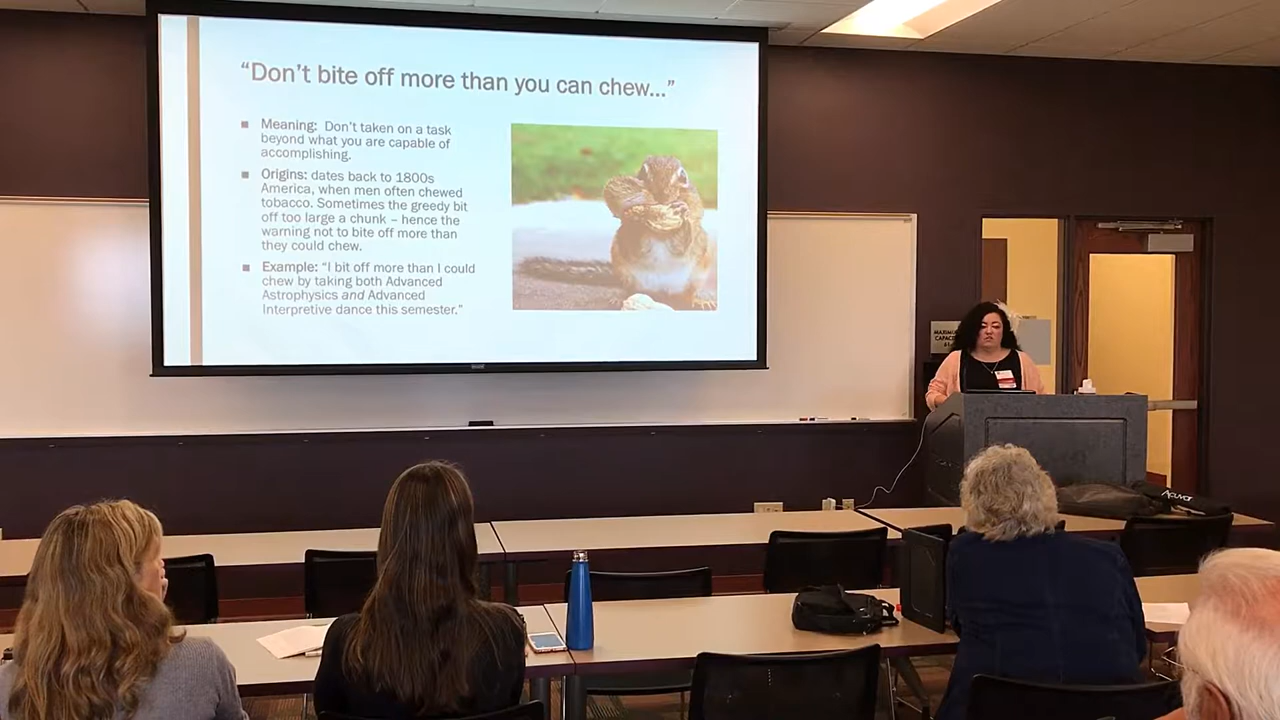 “Don’t bite off more than you can chew…”
■ Meaning: Don’t taken on a task
beyond what you are capable of
accomplishing.
■ Origins: dates back to 1800s
America, when men often chewed
tobacco. Sometimes the greedy bit
off too large a chunk – hence the
warning not to bite off more than
they could chew.
■ Example: “I bit off more than I could
chew by taking both Advanced
Astrophysics and Advanced
Interpretive dance this semester.”